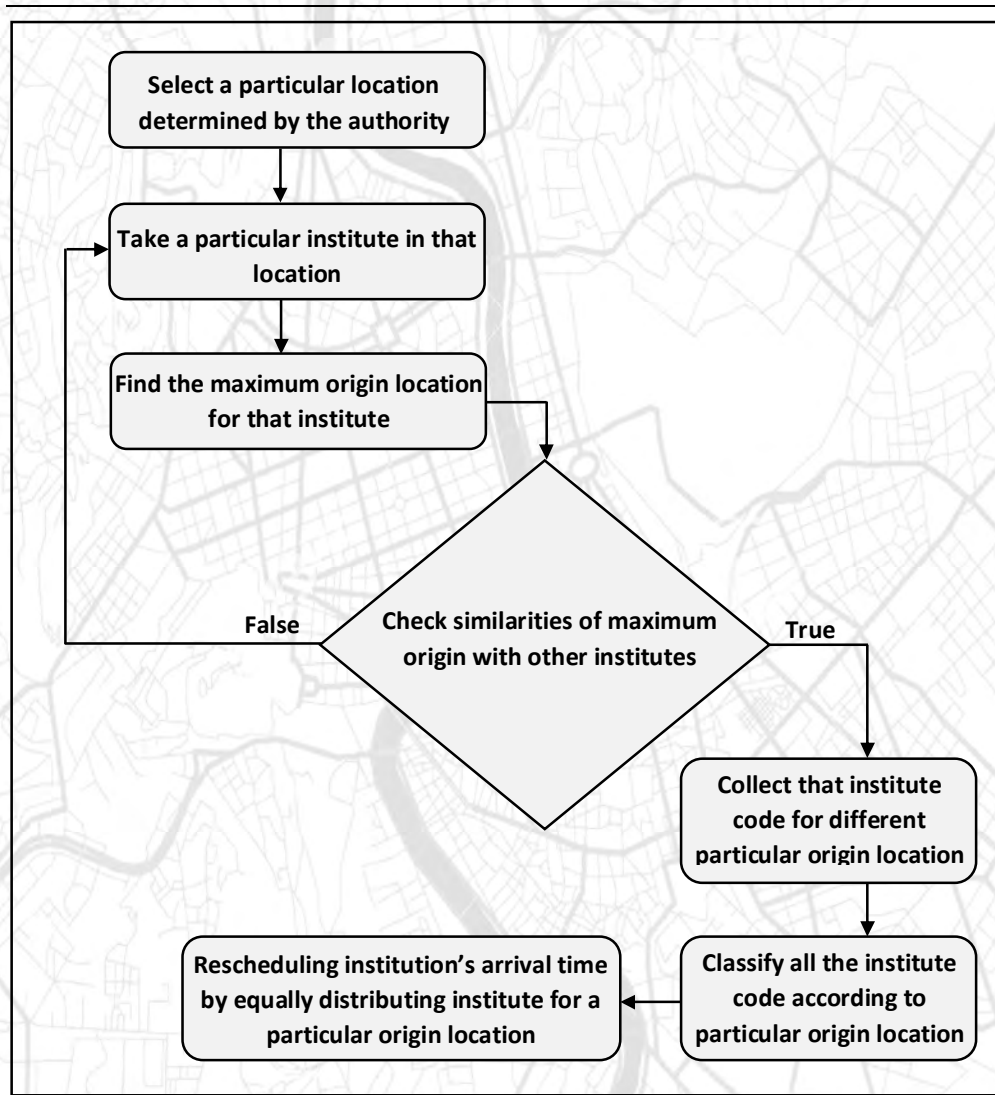 Select a particular location
determined by the authority
Take a particular institute in that
location
Find the maximum origin location
for that institute
Check similarities of maximum
origin with other institutes
False
True
Collect that institute
code for different
particular origin location
Classify all the institute
code according to
particular origin location
Rescheduling institution’s arrival time
by equally distributing institute for a
particular origin location